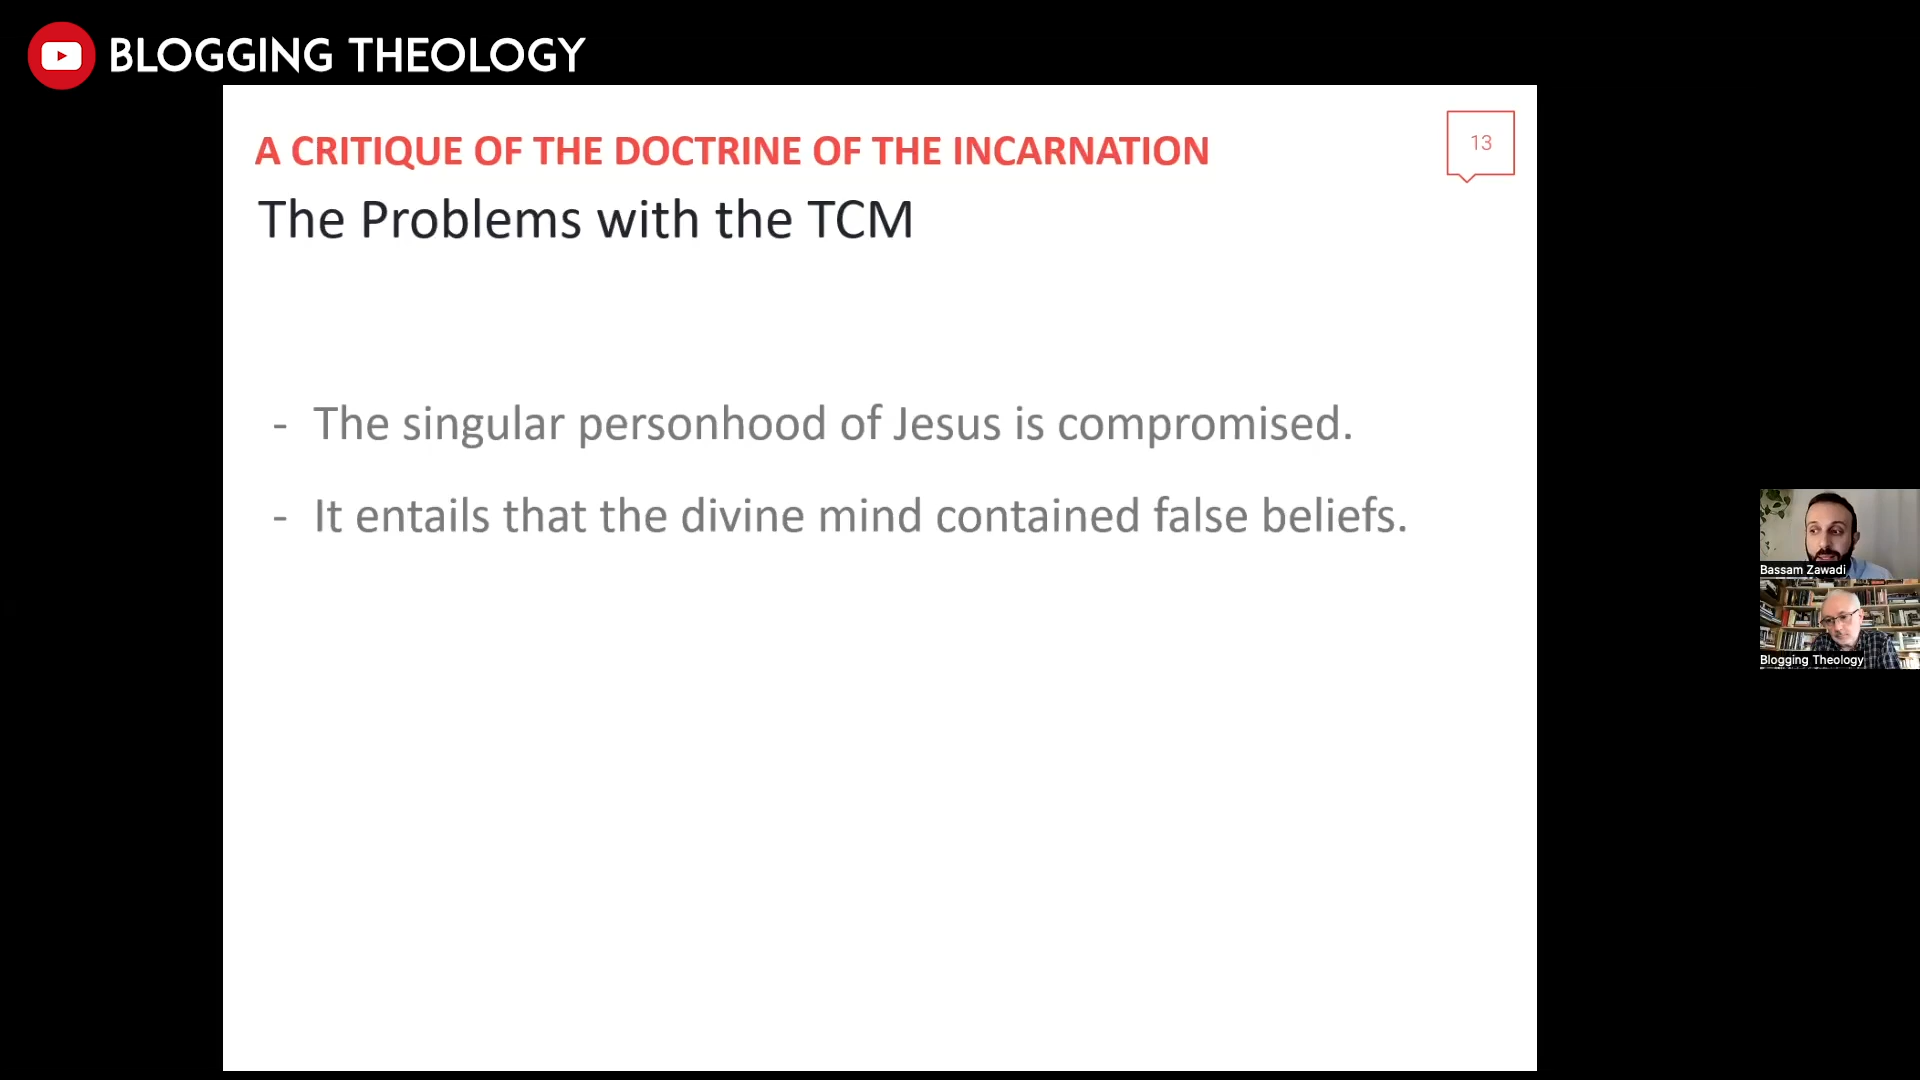 BLOGGING THEOLOGY
A CRITIQUE OF THE DOCTRINE OF THE INCARNATION
13
The Problems with the TCM
- The singular personhood of Jesus is compromised.
- It entails that the divine mind contained false beliefs.
Bassam Zawadi
Blogging Theology